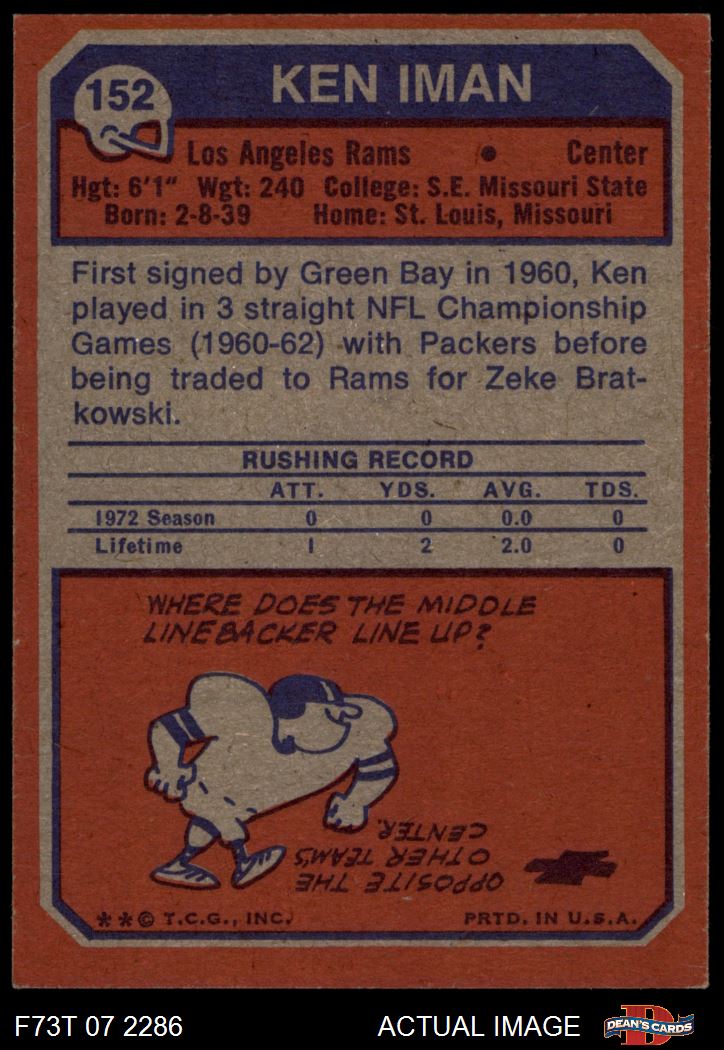 152
KEN IMAN
Los Angeles Rams • Center
Hgt: 6'1" Wgt: 240 College: S.E. Missouri State
Born: 2-8-39 Home: St. Louis, Missouri
First signed by Green Bay in 1960, Ken
played in 3 straight NFL Championship
Games (1960-62) with Packers before
being traded to Rams for Zeke Brat-
kowski.
RUSHING RECORD
ATT. YDS. AVG. TDS.
1972 Season 0 0 0.0 0
Lifetime 1 2 2.0 0
WHERE DOES THE MIDDLE
LINEBACKER LINE UP?
OPPOSITE THE
OTHER TEAM'S
CENTER.
**© T.C.G., INC.
PRTD. IN U.S.A.
F73T 07 2286
ACTUAL IMAGE
D
DEAN'S CARDS